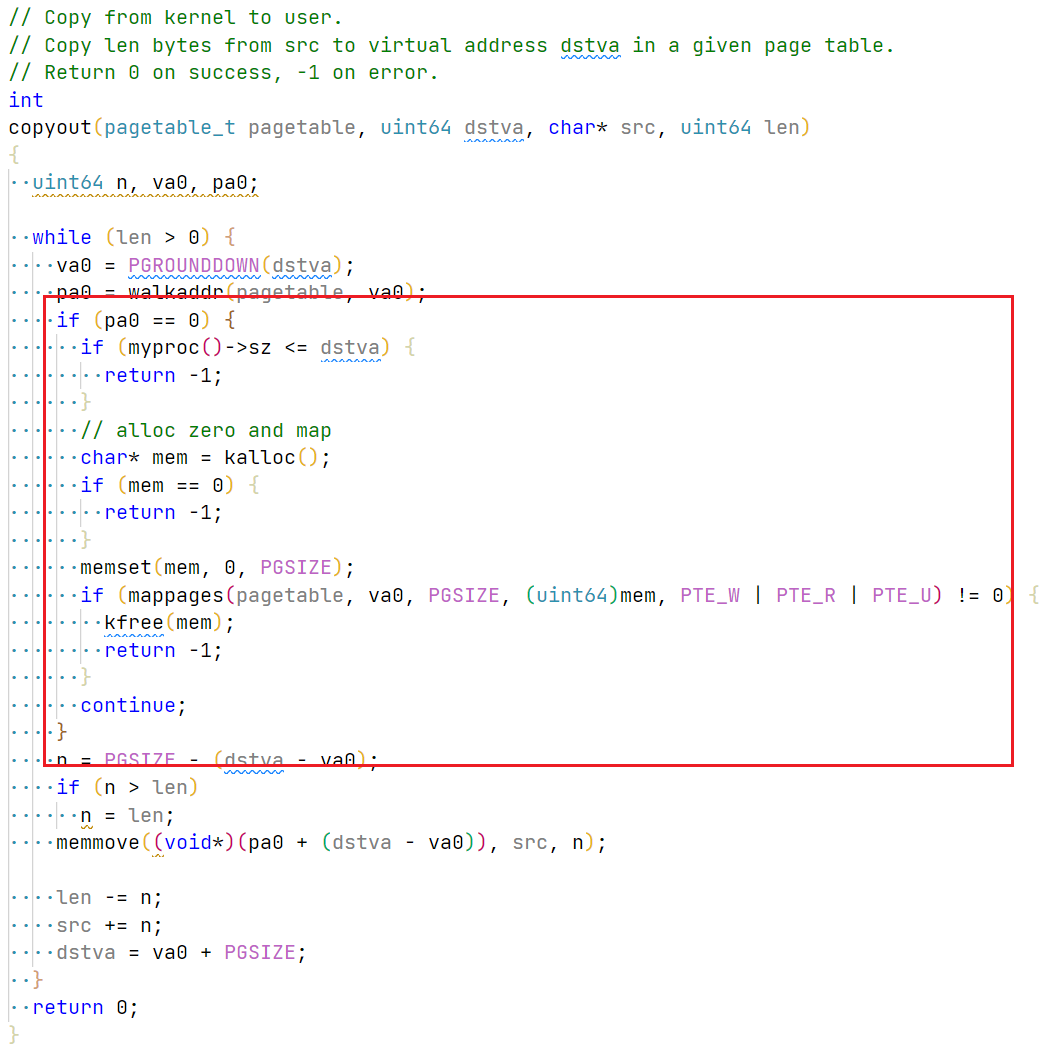 // Copy from kernel to user.
// Copy len bytes from src to virtual address dstva in a given page table.
// Return 0 on success, -1 on error.
int
copyout(pagetable_t pagetable, uint64 dstva, char* src, uint64 len)
{
  uint64 n, va0, pa0;
  while (len > 0) {
    va0 = PGROUNDDOWN(dstva);
    pa0 = walkaddr(pagetable, va0);
    if (pa0 == 0) {
      if (myproc()->sz <= dstva) {
        return -1;
      }
      // alloc zero and map
      char* mem = kalloc();
      if (mem == 0) {
        return -1;
      }
      memset(mem, 0, PGSIZE);
      if (mappages(pagetable, va0, PGSIZE, (uint64)mem, PTE_W | PTE_R | PTE_U) != 0) {
        kfree(mem);
        return -1;
      }
      continue;
    }
    n = PGSIZE - (dstva - va0);
    if (n > len)
      n = len;
    memmove((void*)(pa0 + (dstva - va0)), src, n);
    len -= n;
    src += n;
    dstva = va0 + PGSIZE;
  }
  return 0;
}